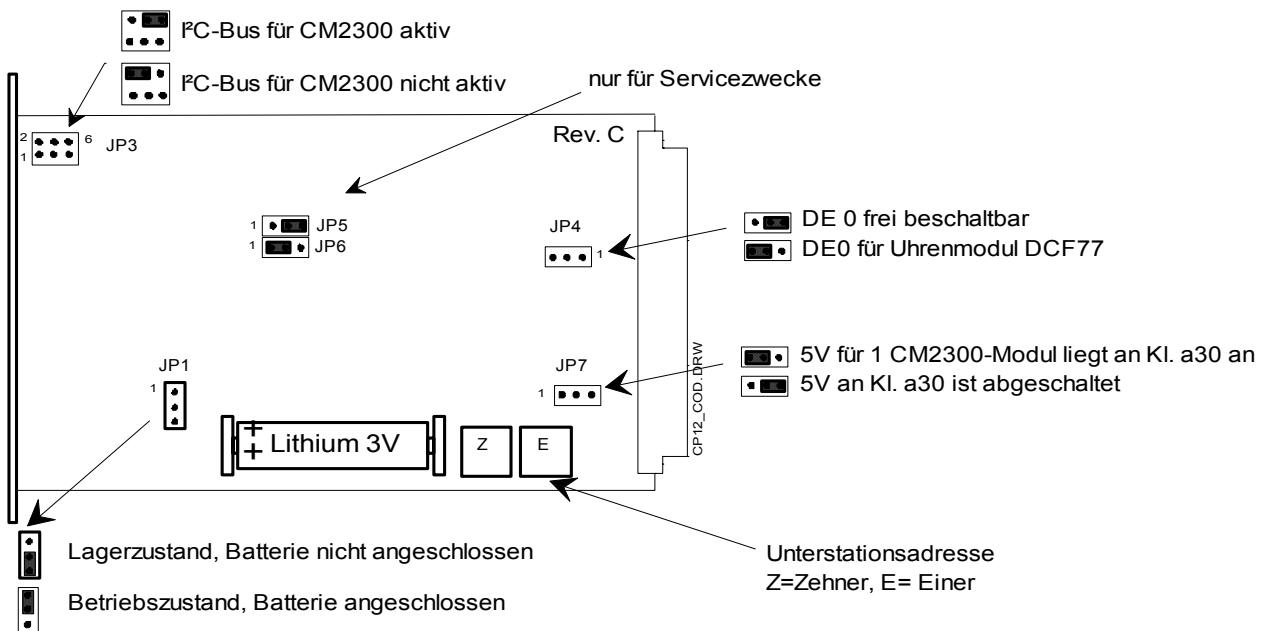 I²C-Bus für CM2300 aktiv
I²C-Bus für CM2300 nicht aktiv
nur für Servicezwecke
Rev. C
2 6 JP3
1
1 JP5
1 JP6
JP4
1
DE 0 frei beschaltbar
DE0 für Uhrenmodul DCF77
JP1
1
JP7
1
5V für 1 CM2300-Modul liegt an Kl. a30 an
5V an Kl. a30 ist abgeschaltet
CP12_COD.DRW
+ Lithium 3V
+
Z E
Lagerzustand, Batterie nicht angeschlossen
Betriebszustand, Batterie angeschlossen
Unterstationsadresse
Z=Zehner, E= Einer